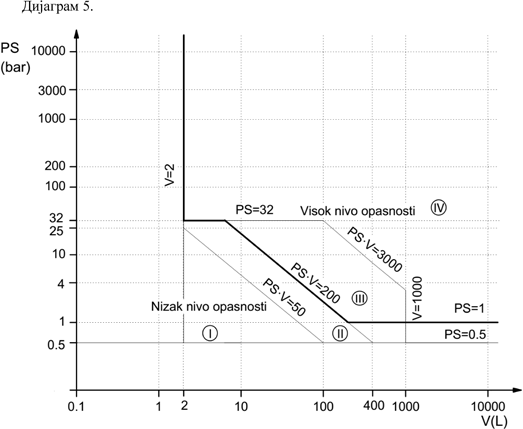 Дијаграм 5.
PS
(bar)
10000
3000
1000
200
100
32
25
10
4
1
0.5
V=2
PS=32
Visok nivo opasnosti IV
PS·V=3000
PS·V=200
III
V=1000
PS·V=50
Nizak nivo opasnosti
PS=1
I
II
PS=0.5
0.1
1
2
10
100
400
1000
10000
V(L)